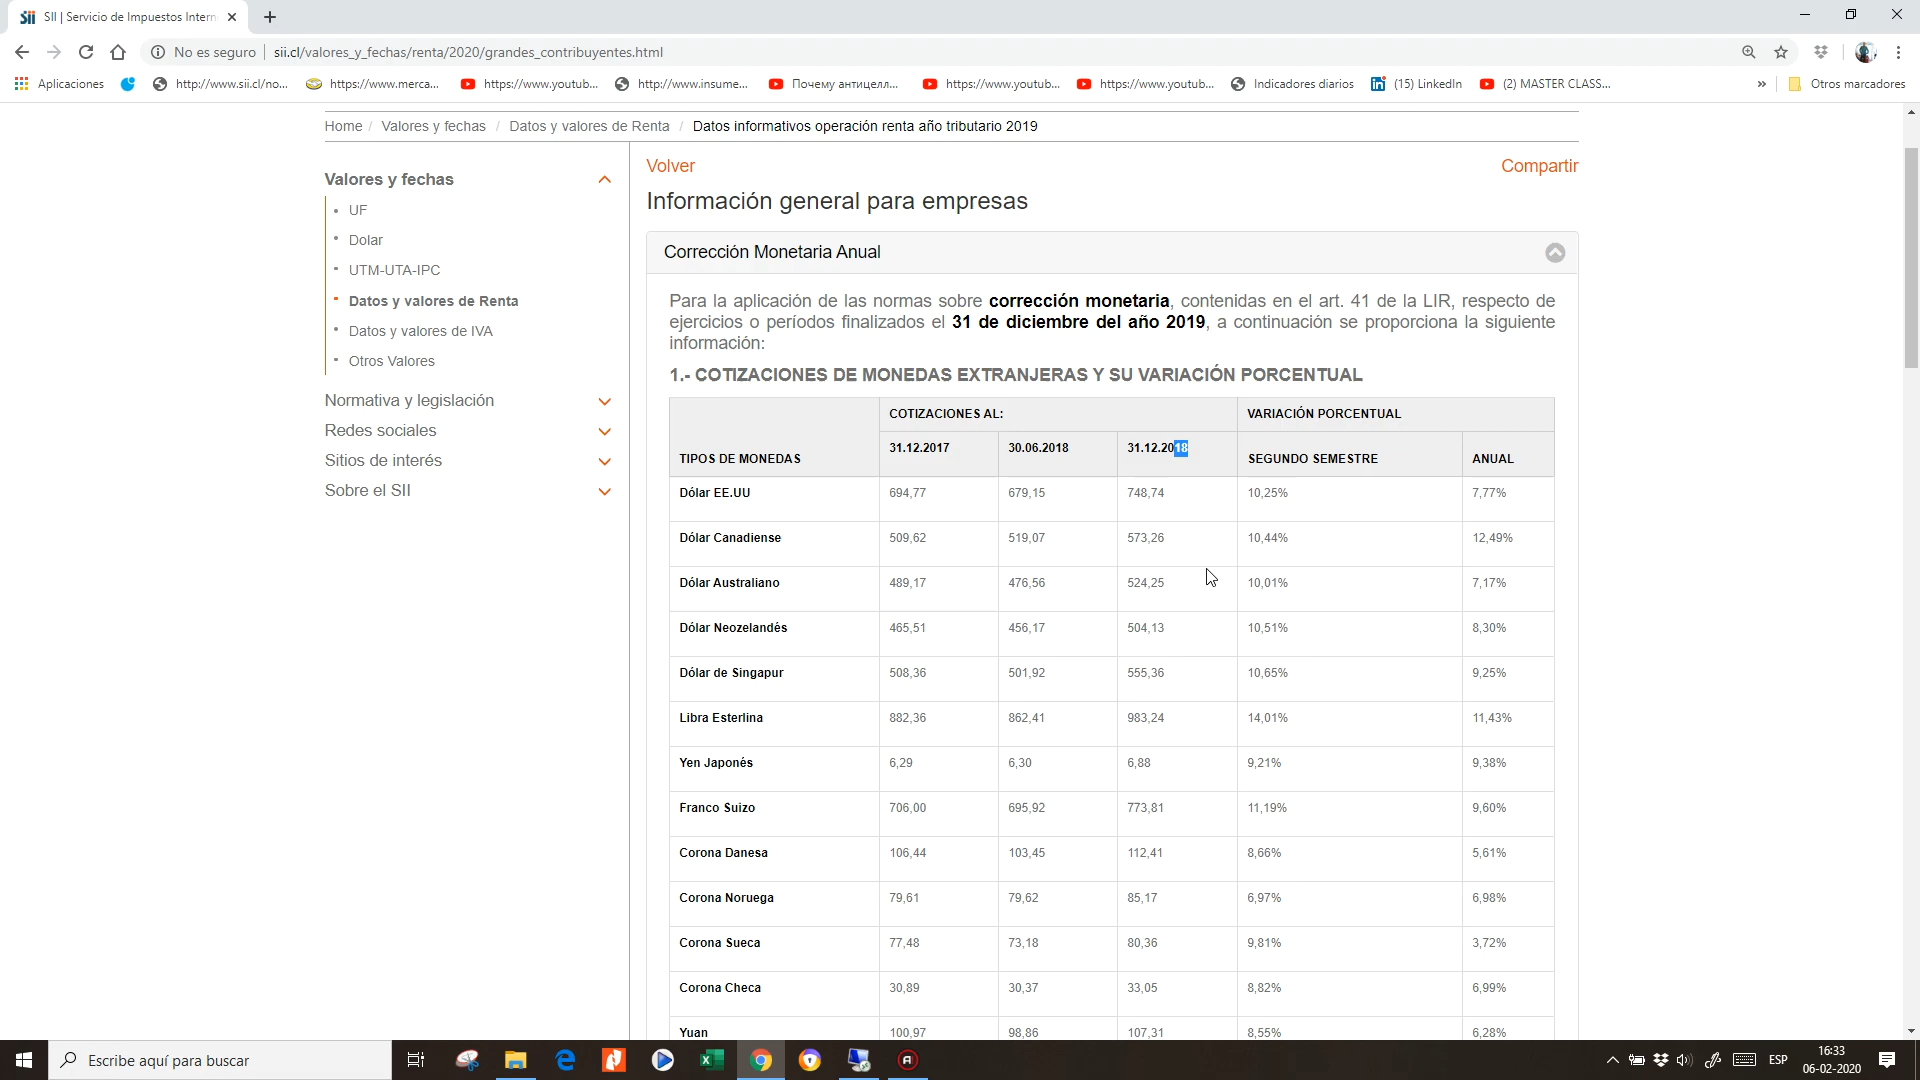 SII | Servicio de Impuestos Intern
No es seguro | sii.cl/valores_y_fechas/renta/2020/grandes_contribuyentes.html
Aplicaciones http://www.sii.cl/no... https://www.merca... https://www.youtub... http://www.insume... Почему антицелл... https://www.youtub... https://www.youtub... Indicadores diarios (15) LinkedIn (2) MASTER CLASS... » Otros marcadores
Home / Valores y fechas / Datos y valores de Renta / Datos informativos operación renta año tributario 2019
Valores y fechas
UF
Dolar
UTM-UTA-IPC
Datos y valores de Renta
Datos y valores de IVA
Otros Valores
Normativa y legislación
Redes sociales
Sitios de interés
Sobre el SII
Volver Compartir
Información general para empresas
Corrección Monetaria Anual
Para la aplicación de las normas sobre corrección monetaria, contenidas en el art. 41 de la LIR, respecto de
ejercicios o períodos finalizados el 31 de diciembre del año 2019, a continuación se proporciona la siguiente
información:
1.- COTIZACIONES DE MONEDAS EXTRANJERAS Y SU VARIACIÓN PORCENTUAL
COTIZACIONES AL: VARIACIÓN PORCENTUAL
TIPOS DE MONEDAS 31.12.2017 30.06.2018 31.12.2018 SEGUNDO SEMESTRE ANUAL
Dólar EE.UU 694,77 679,15 748,74 10,25% 7,77%
Dólar Canadiense 509,62 519,07 573,26 10,44% 12,49%
Dólar Australiano 489,17 476,56 524,25 10,01% 7,17%
Dólar Neozelandés 465,51 456,17 504,13 10,51% 8,30%
Dólar de Singapur 508,36 501,92 555,36 10,65% 9,25%
Libra Esterlina 882,36 862,41 983,24 14,01% 11,43%
Yen Japonés 6,29 6,30 6,88 9,21% 9,38%
Franco Suizo 706,00 695,92 773,81 11,19% 9,60%
Corona Danesa 106,44 103,45 112,41 8,66% 5,61%
Corona Noruega 79,61 79,62 85,17 6,97% 6,98%
Corona Sueca 77,48 73,18 80,36 9,81% 3,72%
Corona Checa 30,89 30,37 33,05 8,82% 6,99%
Yuan 100,97 98,86 107,31 8,55% 6,28%
Escribe aquí para buscar
ESP
16:33
06-02-2020